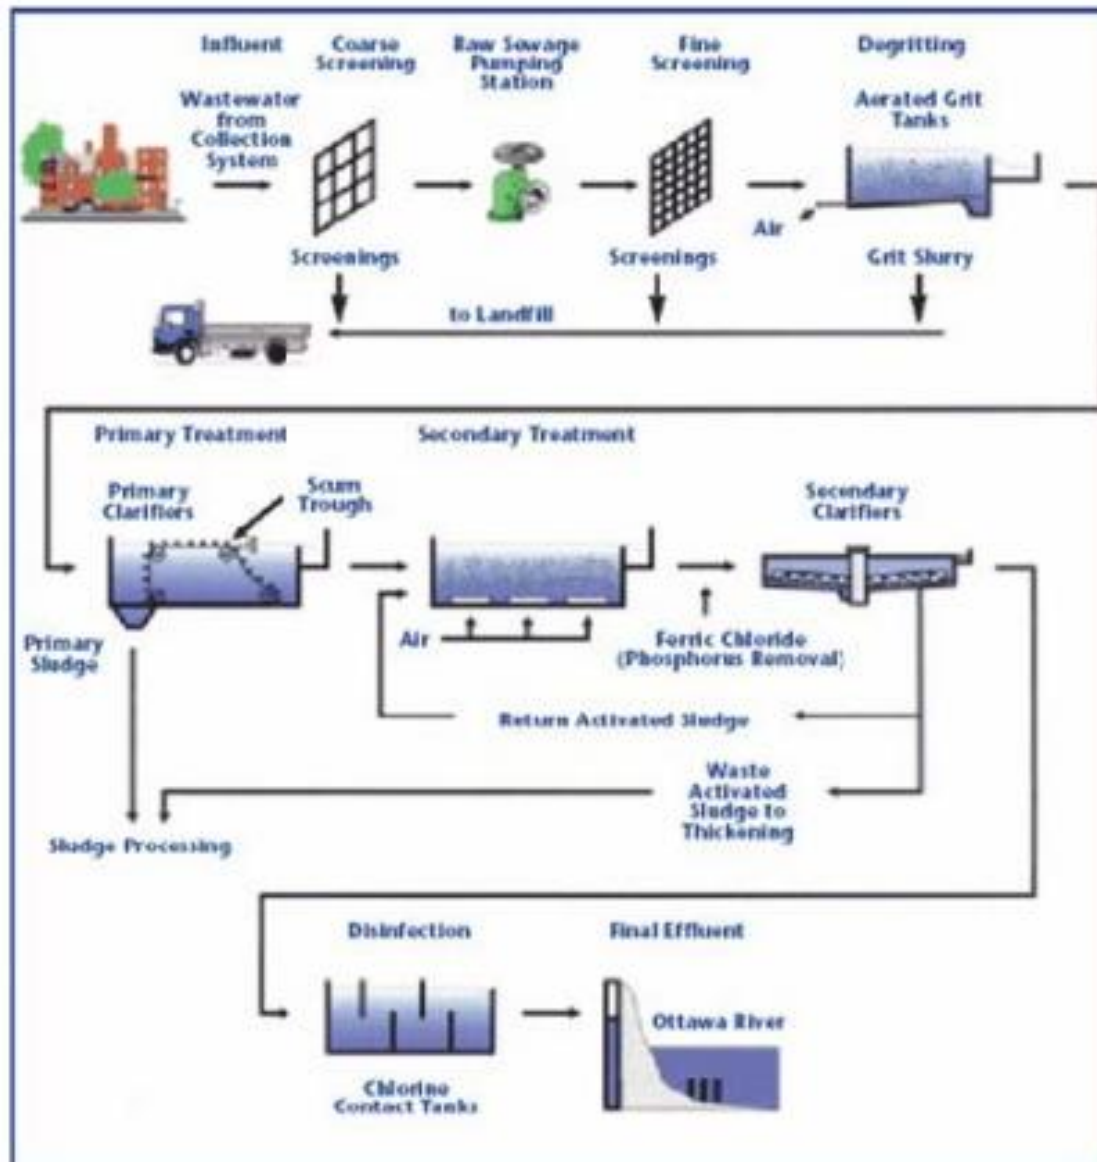 Influent
Coarse
Screening
Raw Sewage
Pumping
Station
Fine
Screening
Degritting
Wastewater
from
Collection
System
Aerated Grit
Tanks
Air
Screenings
Screenings
Grit Slurry
to Landfill
Primary Treatment
Secondary Treatment
Primary
Clarifiers
Scum
Trough
Secondary
Clarifiers
Primary
Sludge
Air
Ferric Chloride
(Phosphorus Removal)
Return Activated Sludge
Waste
Activated
Sludge to
Thickening
Sludge Processing
Disinfection
Final Effluent
Ottawa River
Chlorine
Contact Tanks